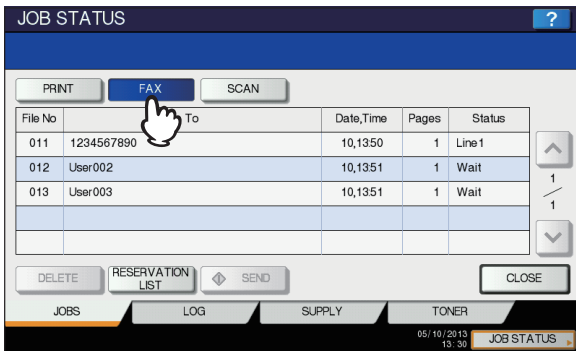 JOB STATUS ?
PRINT FAX SCAN
File No To Date,Time Pages Status
011 1234567890 10,13:50 1 Line1
012 User002 10,13:51 1 Wait
013 User003 10,13:51 1 Wait
1
1
DELETE RESERVATION LIST SEND CLOSE
JOBS LOG SUPPLY TONER
05/10/2013
13:30 JOB STATUS